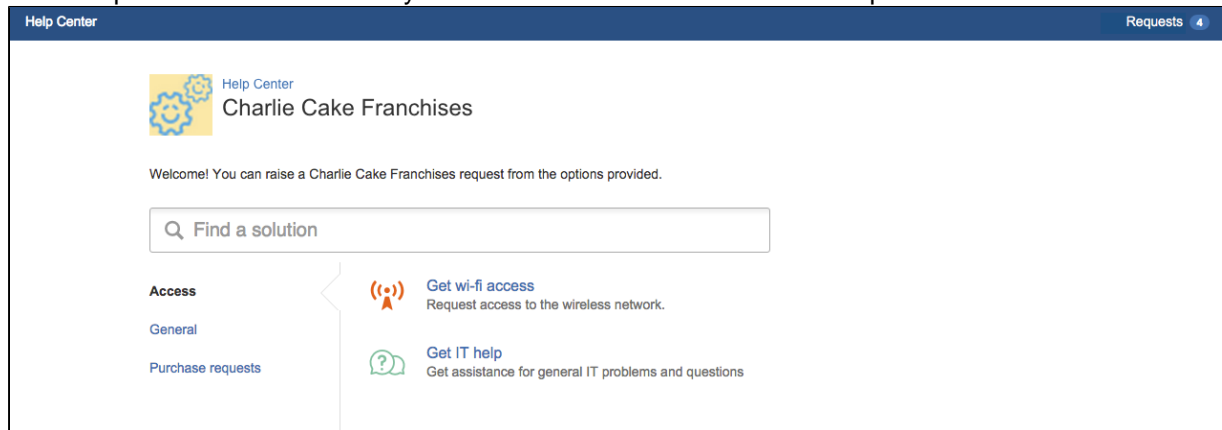 Help Center
Requests 4
Help Center
Charlie Cake Franchises
Welcome! You can raise a Charlie Cake Franchises request from the options provided.
Find a solution
Access
Get wi-fi access
Request access to the wireless network.
General
Get IT help
Get assistance for general IT problems and questions
Purchase requests